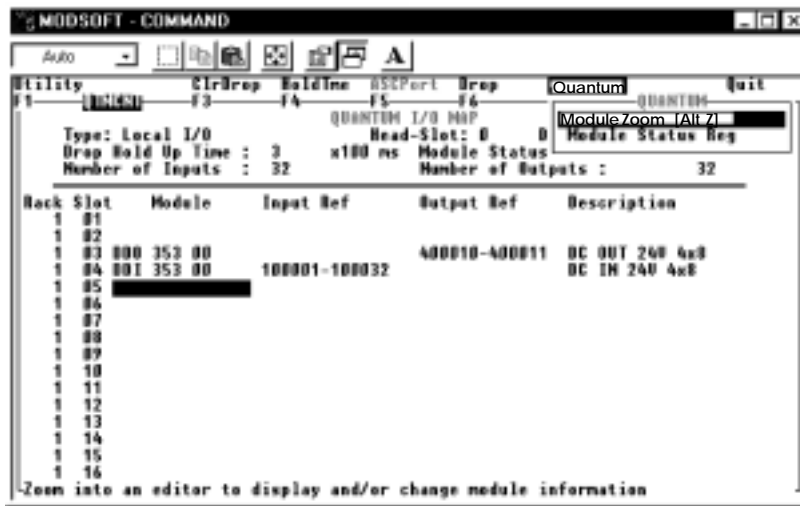 MODSOFT - COMMAND
Auto
A
Utility ClrDrop HoldTme ASCPort Drop Quantum Quit
F1 F3 F4 F5 F6 QUANTUM
QUANTUM I/O MAP Module Zoom [Alt Z]
Type: Local I/O Head-Slot: 0 0 Module Status Reg
Drop Hold Up Time : 3 x100 ms Module Status
Number of Inputs : 32 Number of Outputs : 32
Rack Slot Module Input Ref Output Ref Description
1 01
1 02
1 03 DDO 353 00 400010-400011 DC OUT 24V 4x8
1 04 DDI 353 00 100001-100032 DC IN 24V 4x8
1 05
1 06
1 07
1 08
1 09
1 10
1 11
1 12
1 13
1 14
1 15
1 16
Zoom into an editor to display and/or change module information